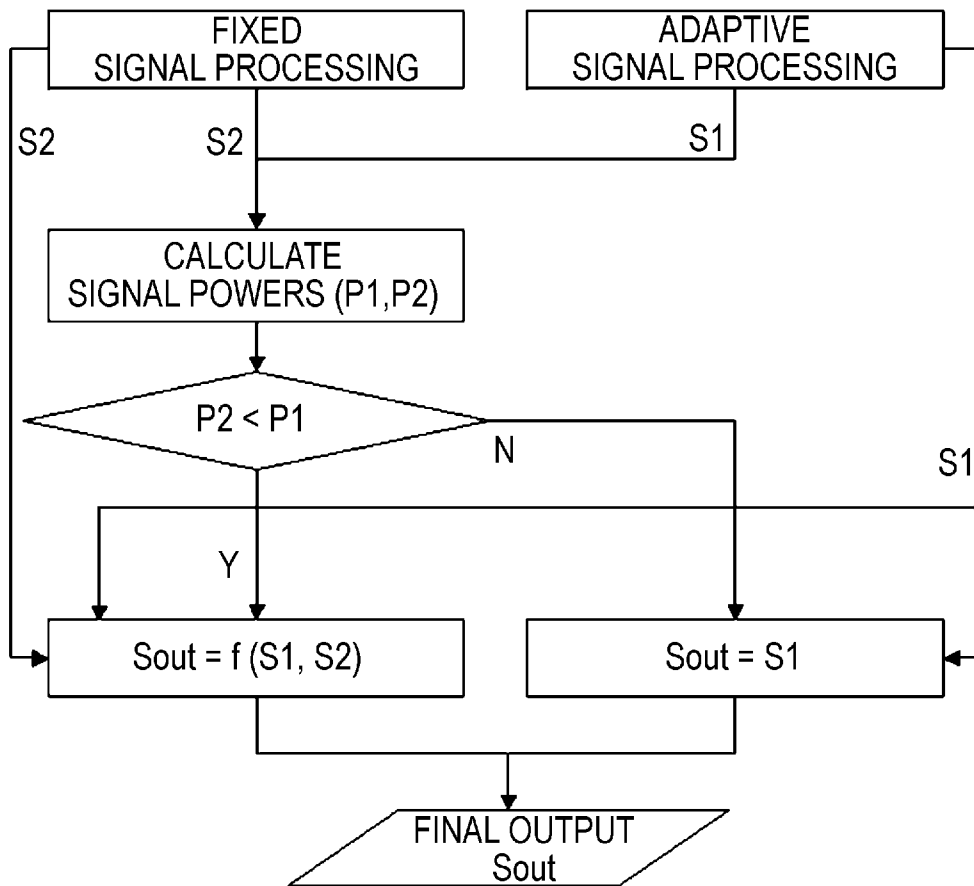 FIXED
SIGNAL PROCESSING
ADAPTIVE
SIGNAL PROCESSING
S2
S2
S1
CALCULATE
SIGNAL POWERS (P1,P2)
P2 < P1
N
S1
Y
Sout = f (S1, S2)
Sout = S1
FINAL OUTPUT
Sout